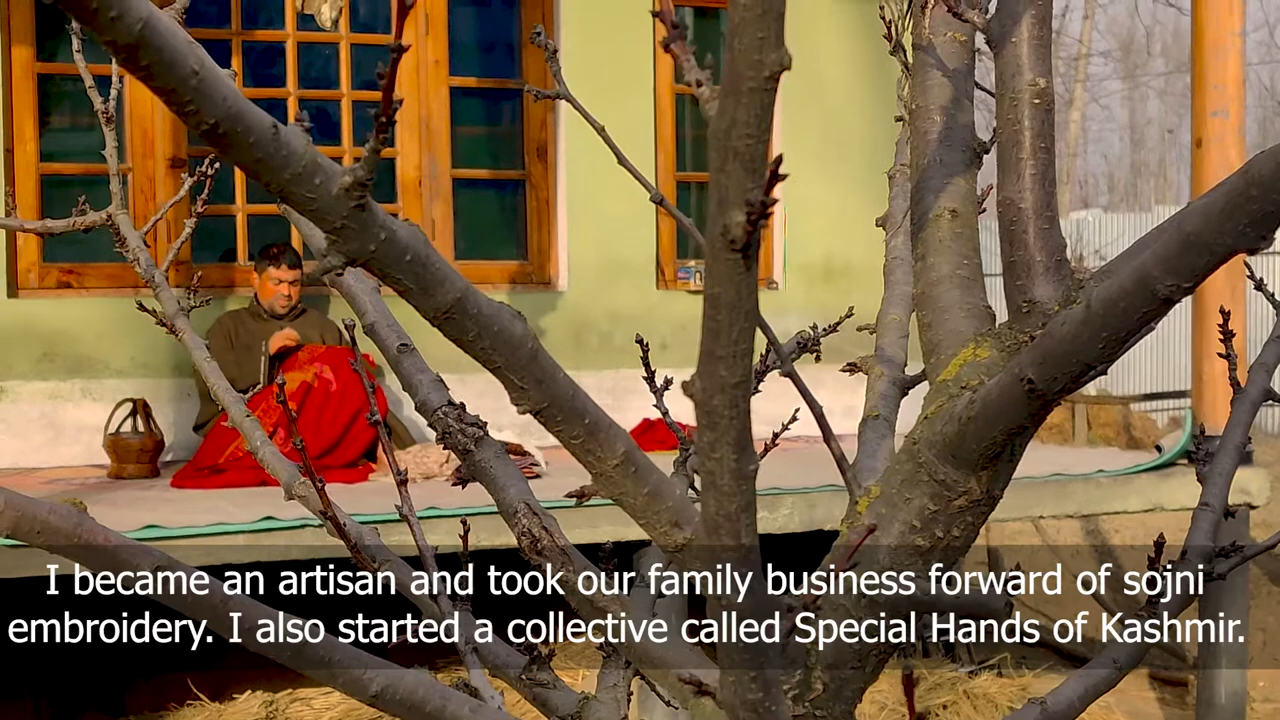 I became an artisan and took our family business forward of sojni
embroidery. I also started a collective called Special Hands of Kashmir.